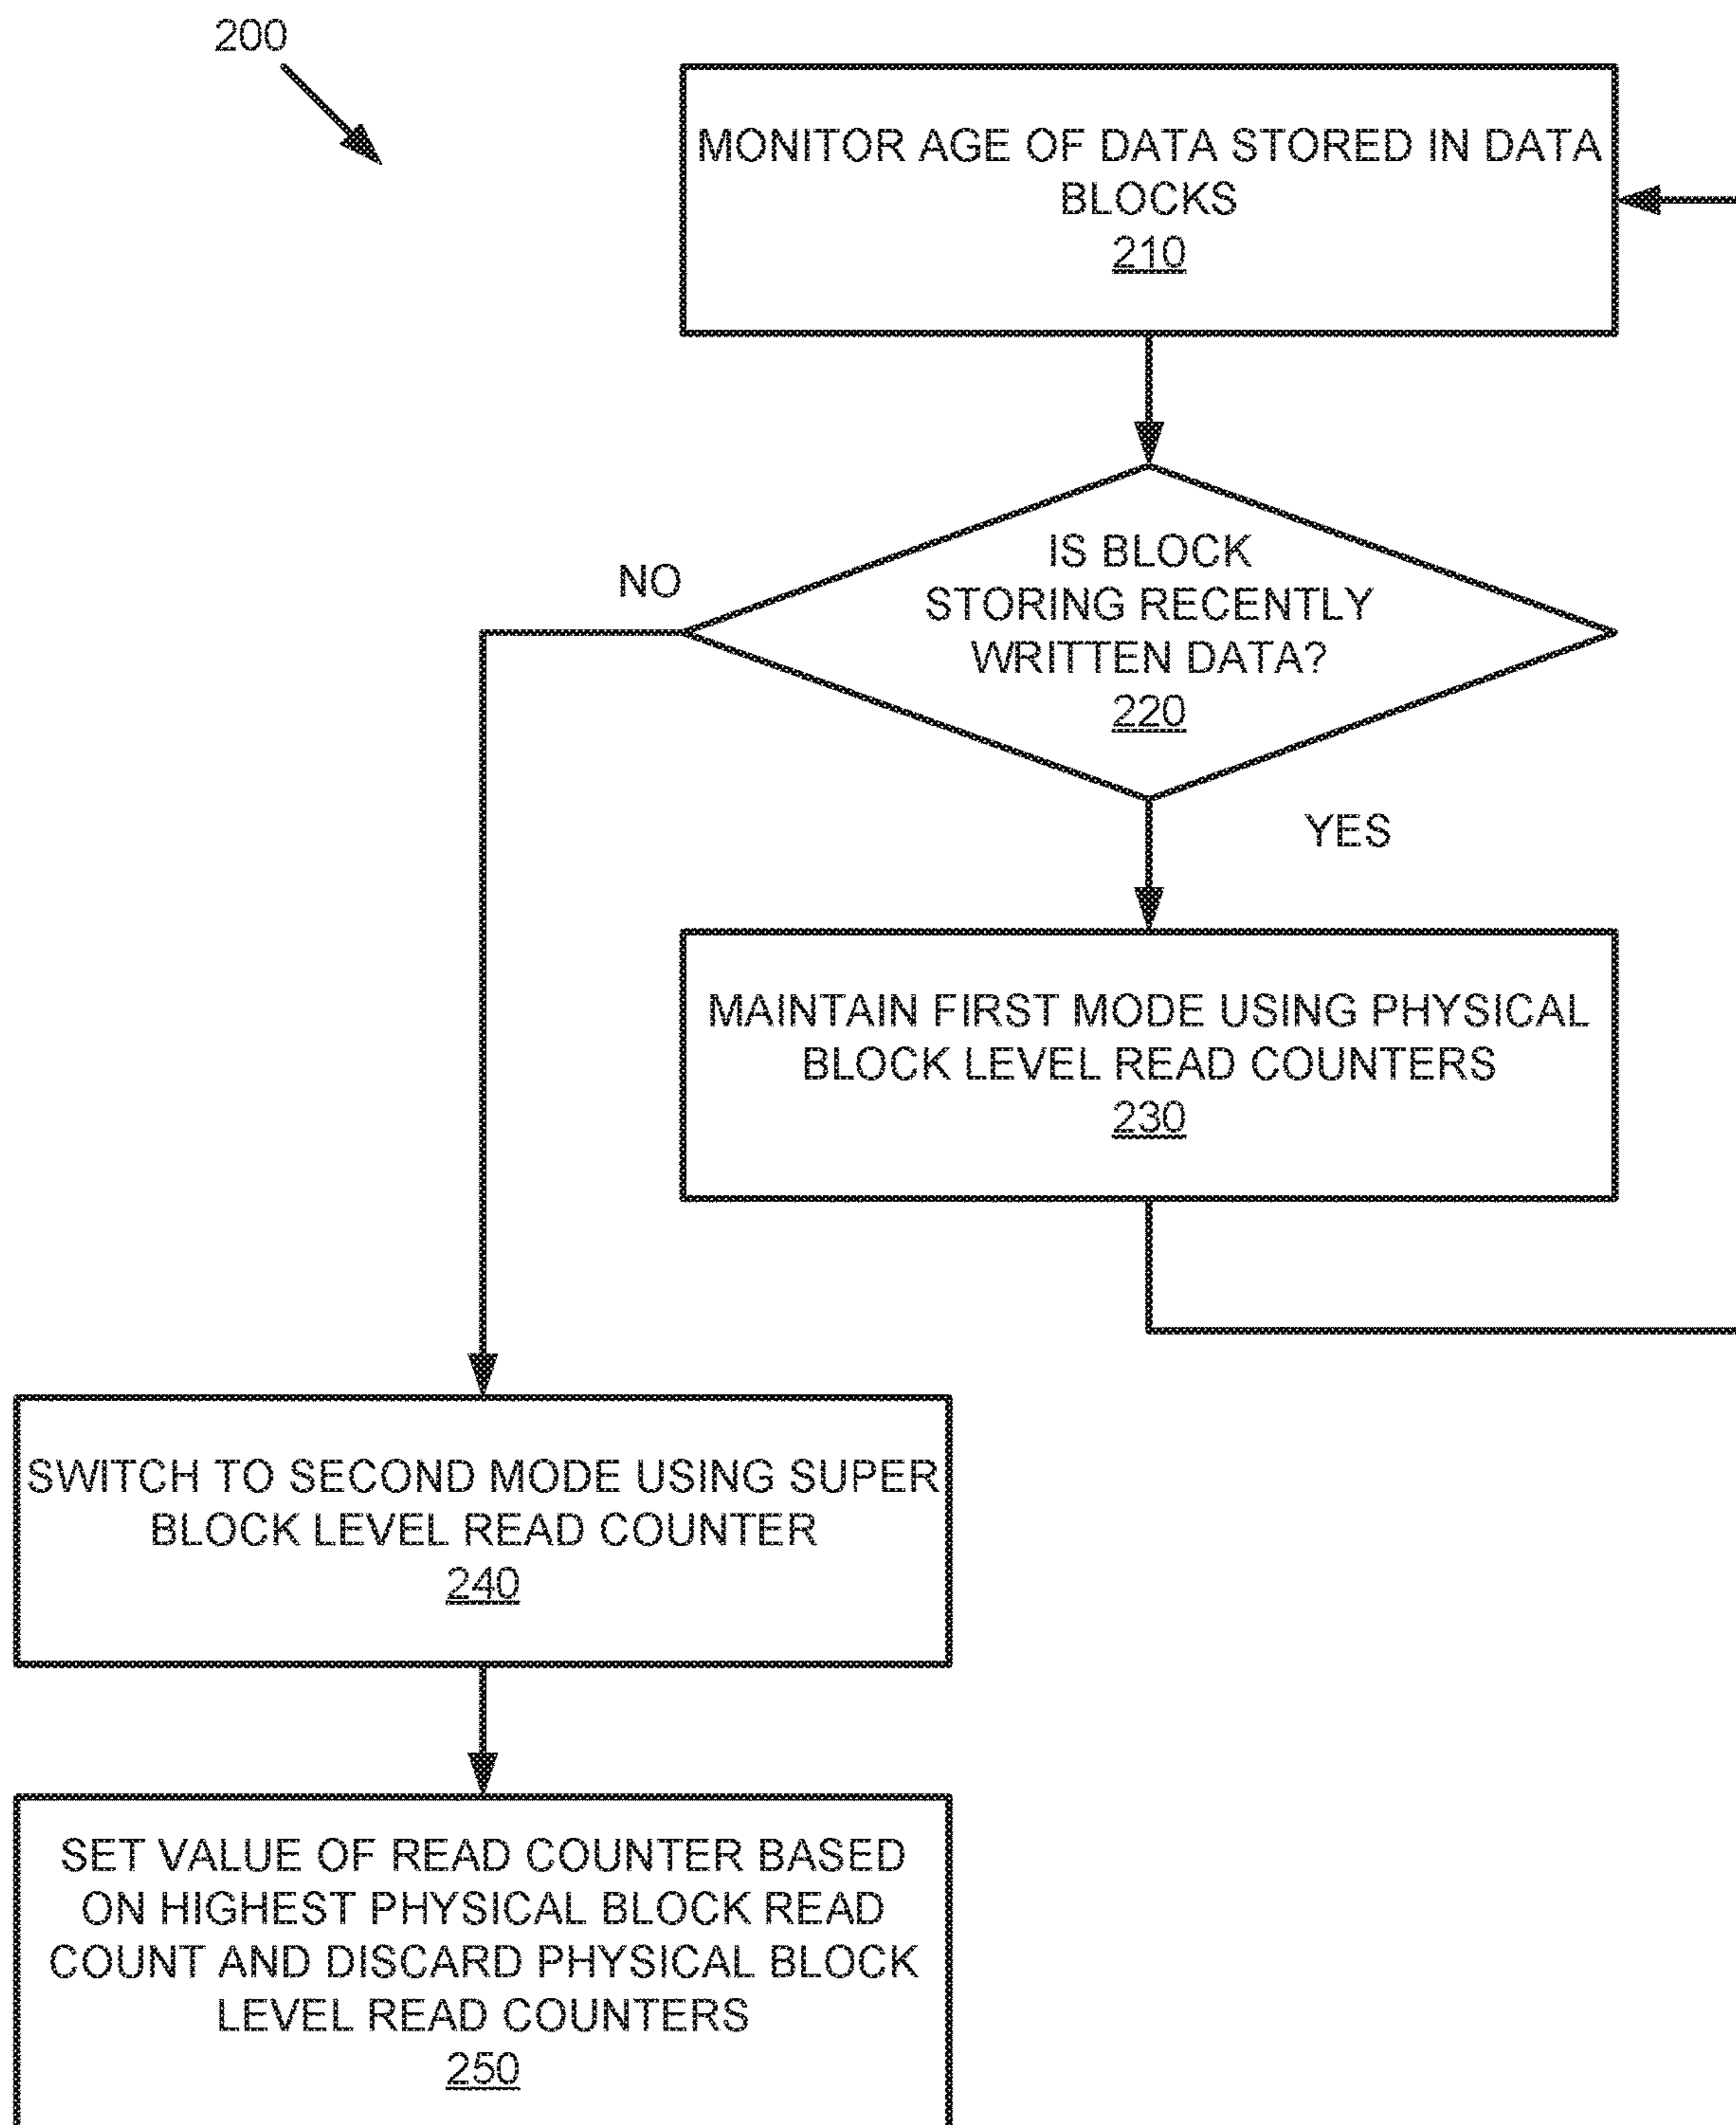 200
MONITOR AGE OF DATA STORED IN DATA
BLOCKS
210
IS BLOCK
STORING RECENTLY
WRITTEN DATA?
220
NO
YES
MAINTAIN FIRST MODE USING PHYSICAL
BLOCK LEVEL READ COUNTERS
230
SWITCH TO SECOND MODE USING SUPER
BLOCK LEVEL READ COUNTER
240
SET VALUE OF READ COUNTER BASED
ON HIGHEST PHYSICAL BLOCK READ
COUNT AND DISCARD PHYSICAL BLOCK
LEVEL READ COUNTERS
250